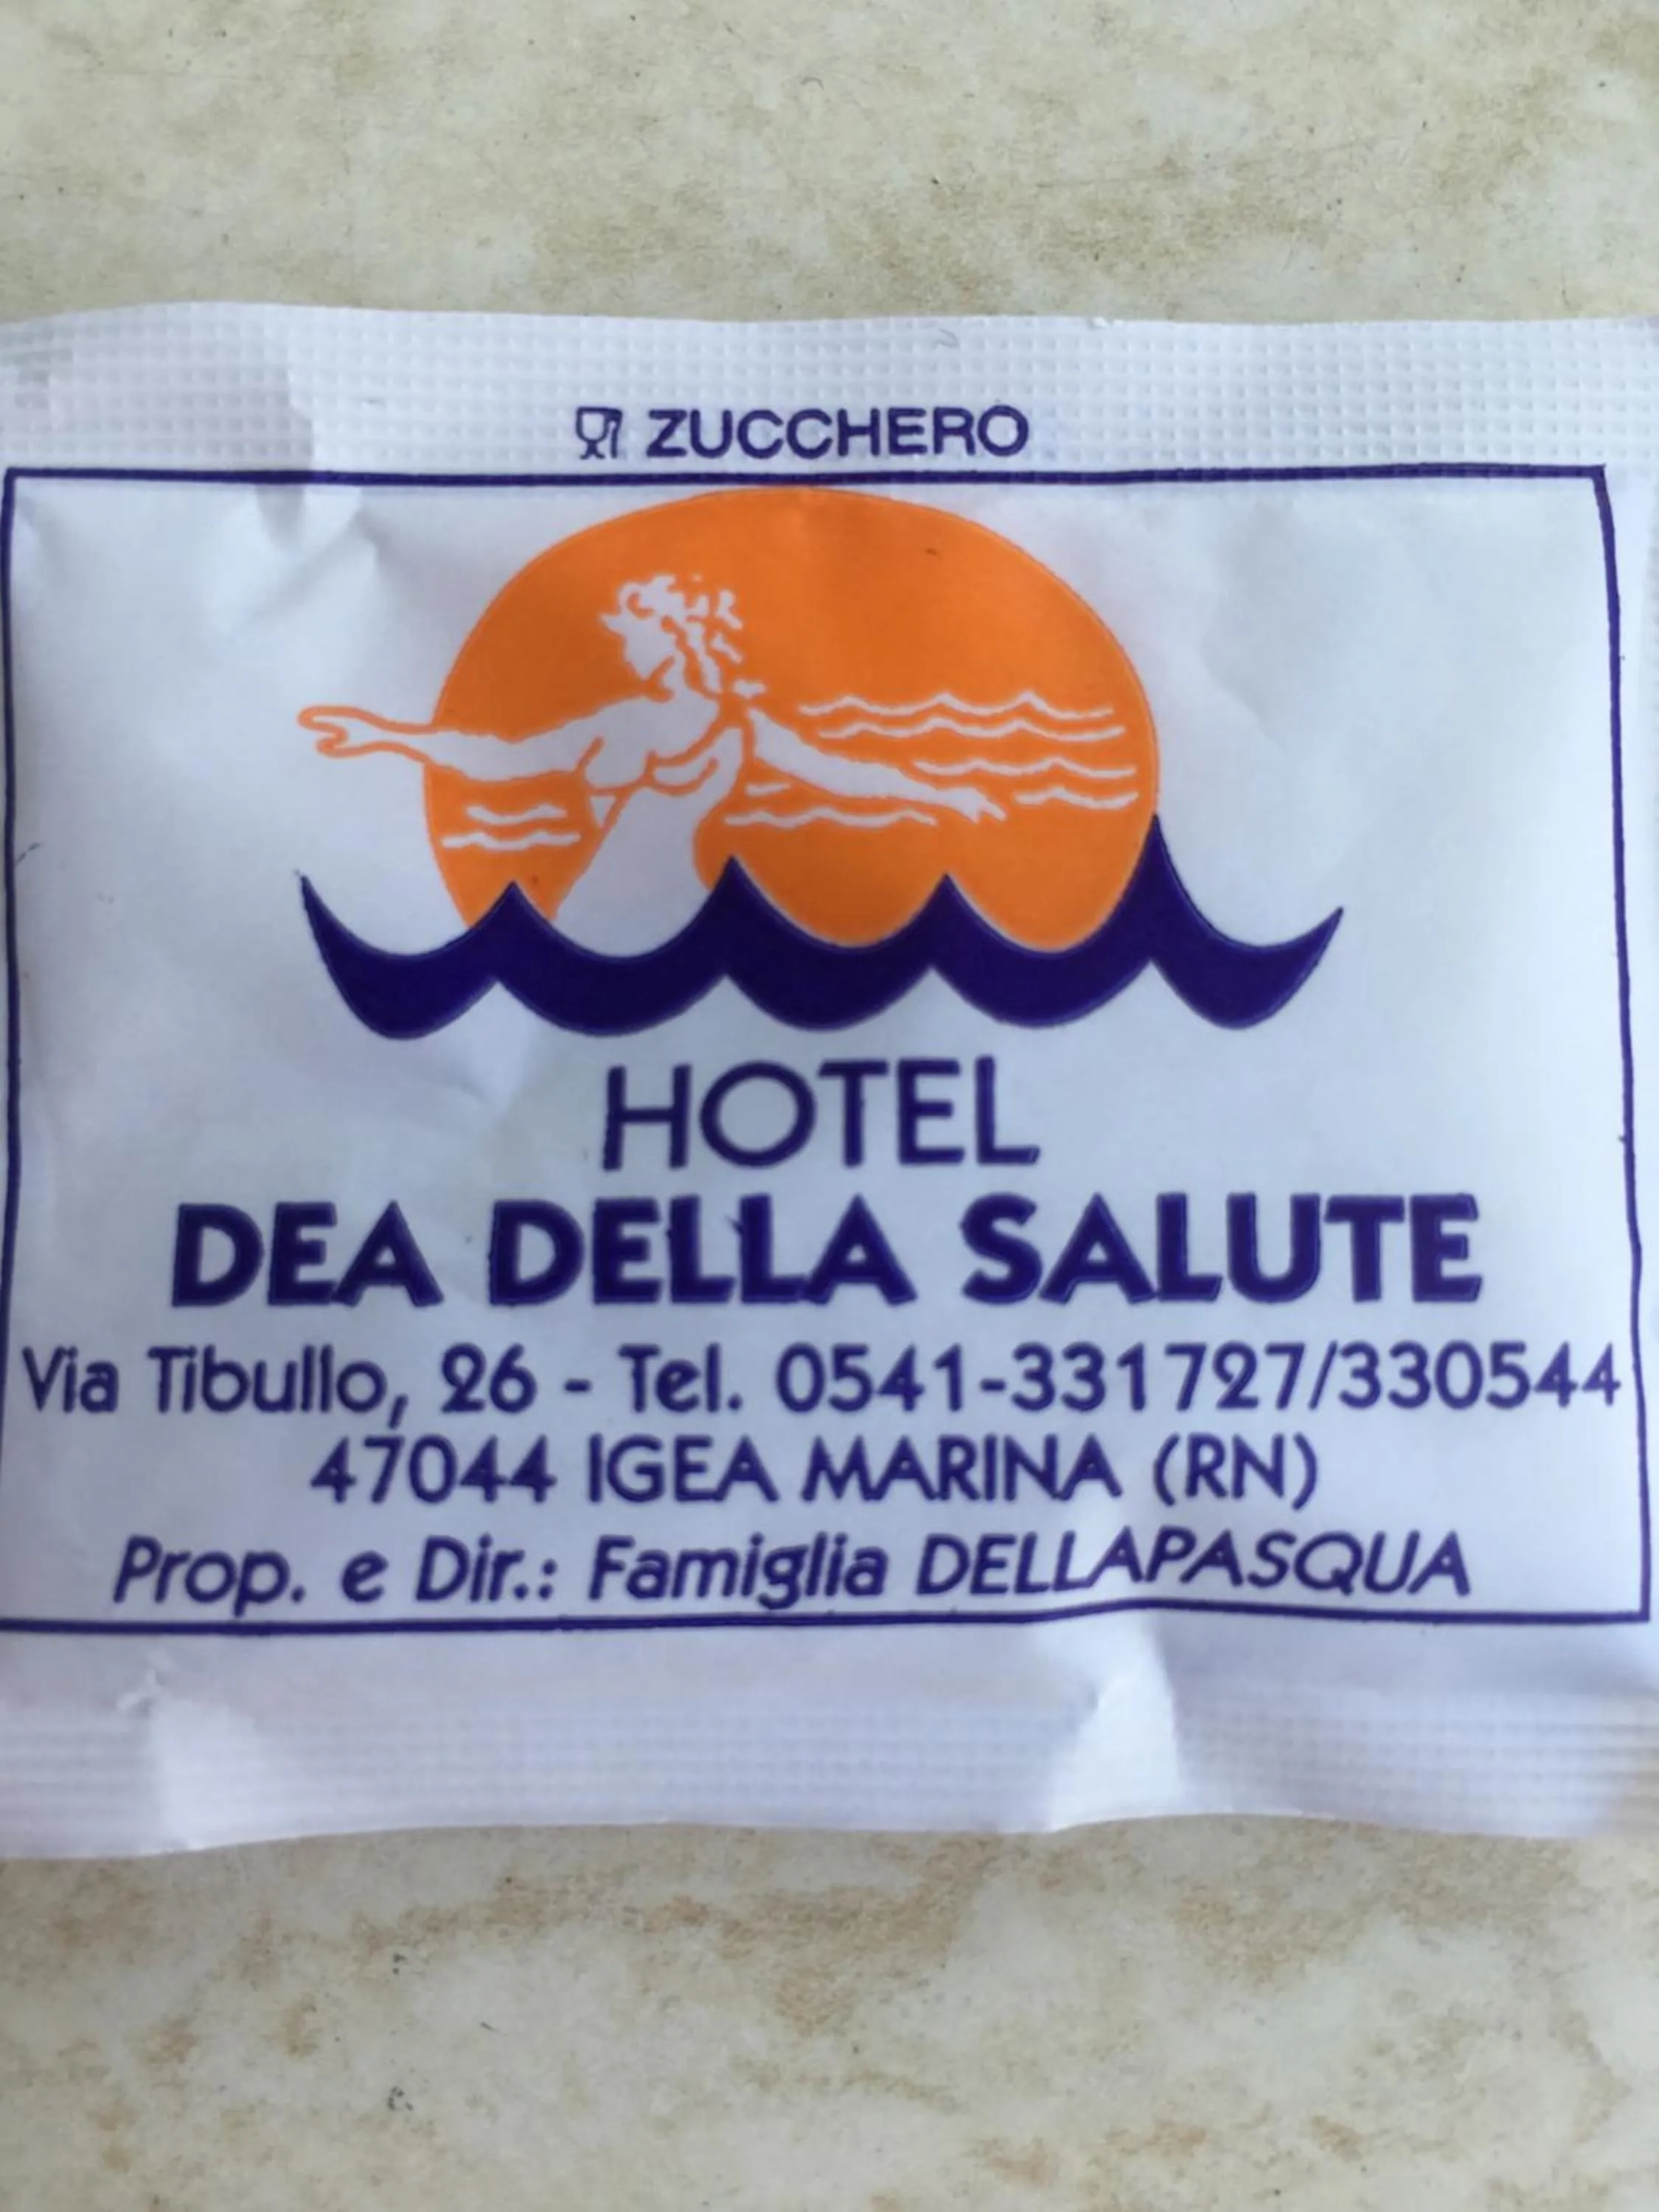 ZUCCHERO
HOTEL
DEA DELLA SALUTE
Via Tibullo, 26 - Tel. 0541-331727/330544
47044 IGEA MARINA (RN)
Prop. e Dir.: Famiglia DELLAPASQUA